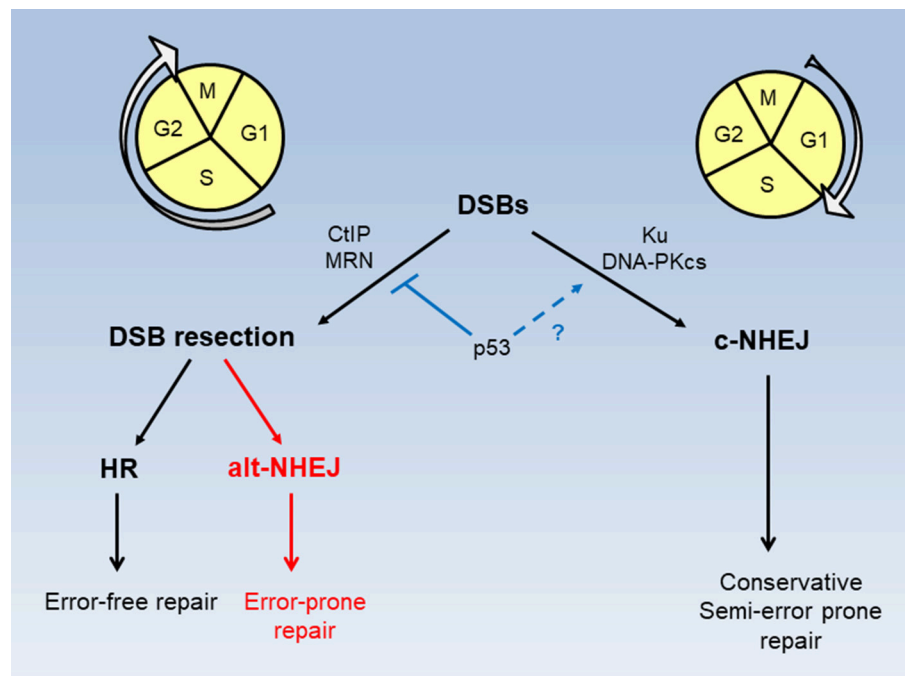 M
G2
G1
S
M
G2
G1
S
DSBs
CtIP
MRN
Ku
DNA-PKcs
p53
?
DSB resection
c-NHEJ
HR
alt-NHEJ
Error-free repair
Error-prone
repair
Conservative
Semi-error prone
repair